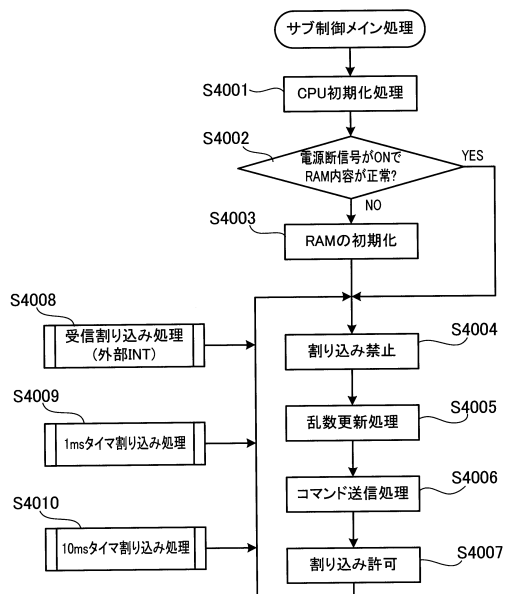 サブ制御メイン処理
S4001
CPU初期化処理
S4002
電源断信号がONで
RAM内容が正常?
YES
NO
S4003
RAMの初期化
S4008
受信割り込み処理
(外部INT)
S4004
割り込み禁止
S4009
1msタイマ割り込み処理
S4005
乱数更新処理
S4006
コマンド送信処理
S4010
10msタイマ割り込み処理
S4007
割り込み許可